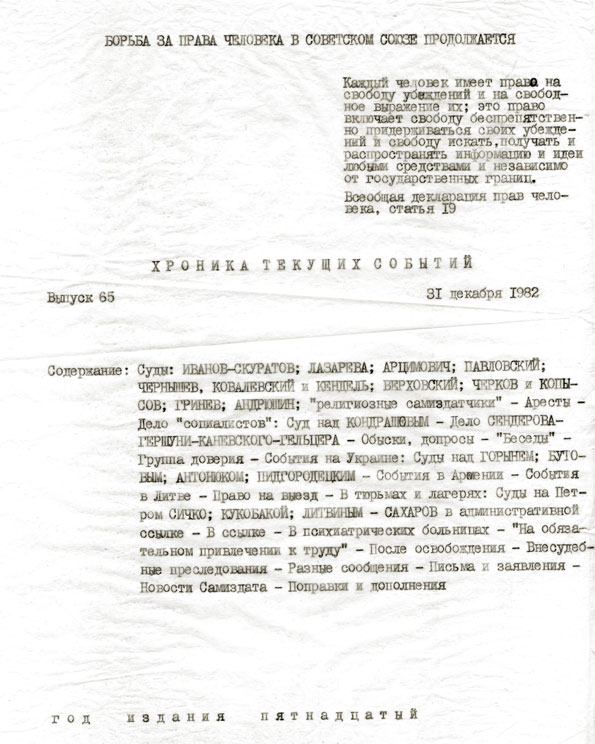 БОРЬБА ЗА ПРАВА ЧЕЛОВЕКА В СОВЕТСКОМ СОЮЗЕ ПРОДОЛЖАЕТСЯ
Каждый человек имеет право на
свободу убеждений и на свобод-
ное выражение их; это право
включает свободу беспрепятствен-
но придерживаться своих убежде-
ний и свободу искать,получать и
распространять информацию и идеи
любыми средствами и независимо
от государственных границ.
Всеобщая декларация прав чело-
века, статья I9
ХРОНИКА ТЕКУЩИХ СОБЫТИЙ
Выпуск 65 31 декабря I982
Содержание: Суды: ИВАНОВ-СКУРАТОВ; ЛАЗАРЕВА; АРЦИМОВИЧ; ПАВЛОВСКИЙ;
ЧЕРНЫШЕВ, КОВАЛЕВСКИЙ и КЕНДЕЛЬ; ВЕРХОВСКИЙ; ЧЕРКОВ и КОПЫ-
СОВ; ГРИНЕВ; АНДРЮШИН; "религиозные самиздатчики" - Аресты -
Дело "социалистов": Суд над КОНДРАШОВЫМ - Дело СЕНДЕРОВА-
ГЕРШУНИ-КАНЕВСКОГО-ГЕЛЬЦЕРА - Обыски, допросы - "Беседы" -
Группа доверия - События на Украине: Суды над ГОРЫНЕМ; БУТО-
ВЫМ; АНТОНЮКОМ; ПИДГОРОДЕЦКИМ - События в Армении - События
в Литве - Право на выезд - В тюрьмах и лагерях: Суды на Пет-
ром СИЧКО; КУКОБАКОЙ; ЛИТВИНЫМ - САХАРОВ в административной
ссылке - В ссылке - В психиатрических больницах - "На обяза-
тельном привлечении к труду" - После освобождения - Внесудеб-
ные преследования - Разные сообщения - Письма и заявления -
Новости Самиздата - Поправки и дополнения
год издания пятнадцатый